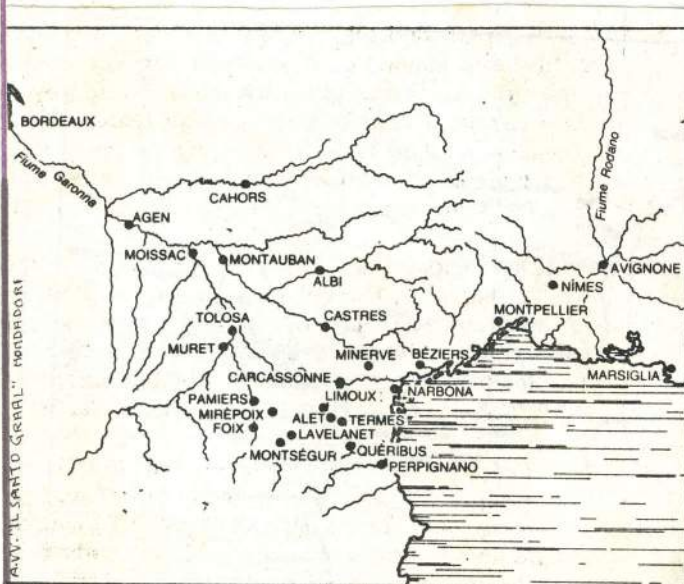 BORDEAUX
Fiume Garonna
Fiume Rodano
CAHORS
AGEN
MOISSAC
MONTAUBAN
ALBI
AVIGNONE
NÎMES
MONTPELLIER
TOLOSA
CASTRES
MURET
MINERVE
BÉZIERS
MARSIGLIA
CARCASSONNE
NARBONA
LIMOUX
PAMIERS
MIRÈPOIX
ALET
TERMES
FOIX
LAVELANET
QUÉRIBUS
MONTSÉGUR
PERPIGNANO
A.VV. "IL SANTO GRAAL" MONDADORI